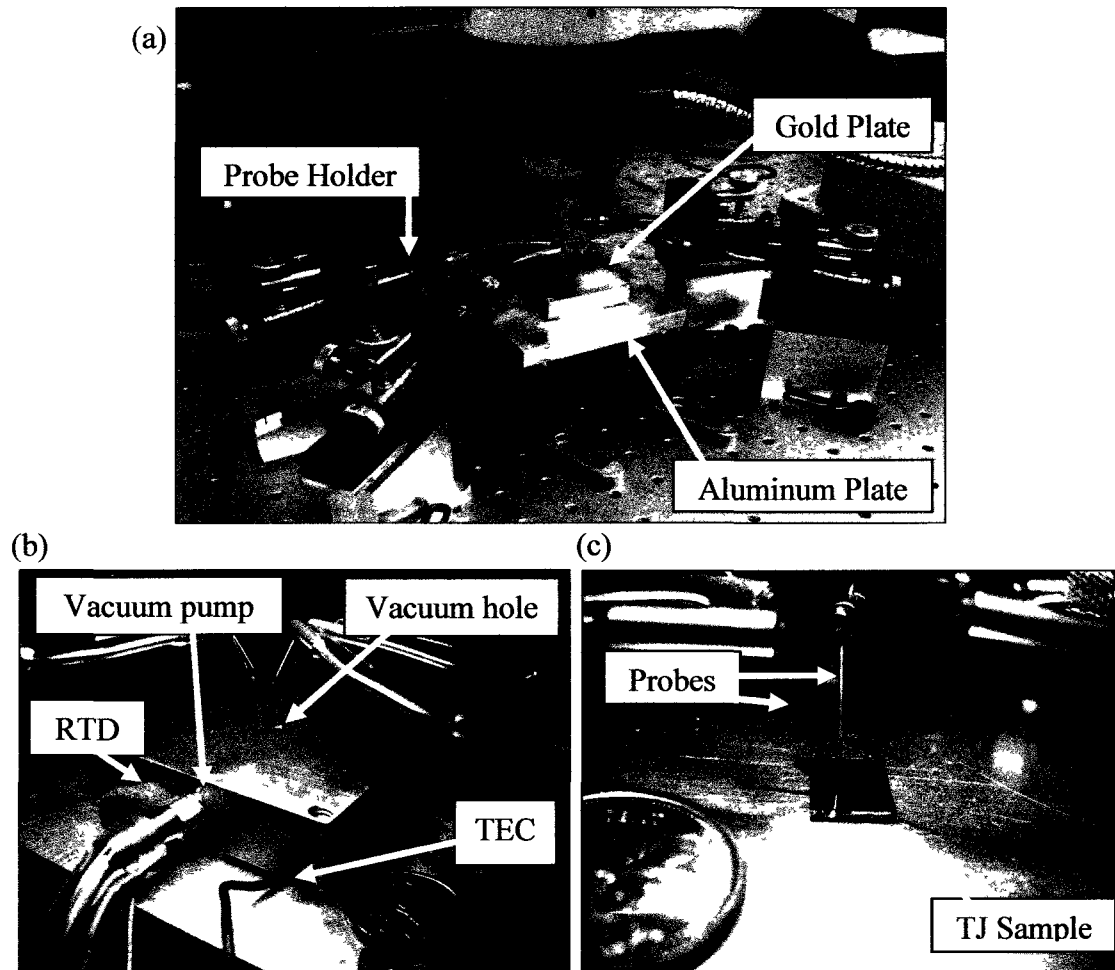 (a)
Gold Plate
Probe Holder
Aluminum Plate
(b)
(c)
Vacuum pump
Vacuum hole
Probes
RTD
TEC
TJ Sample